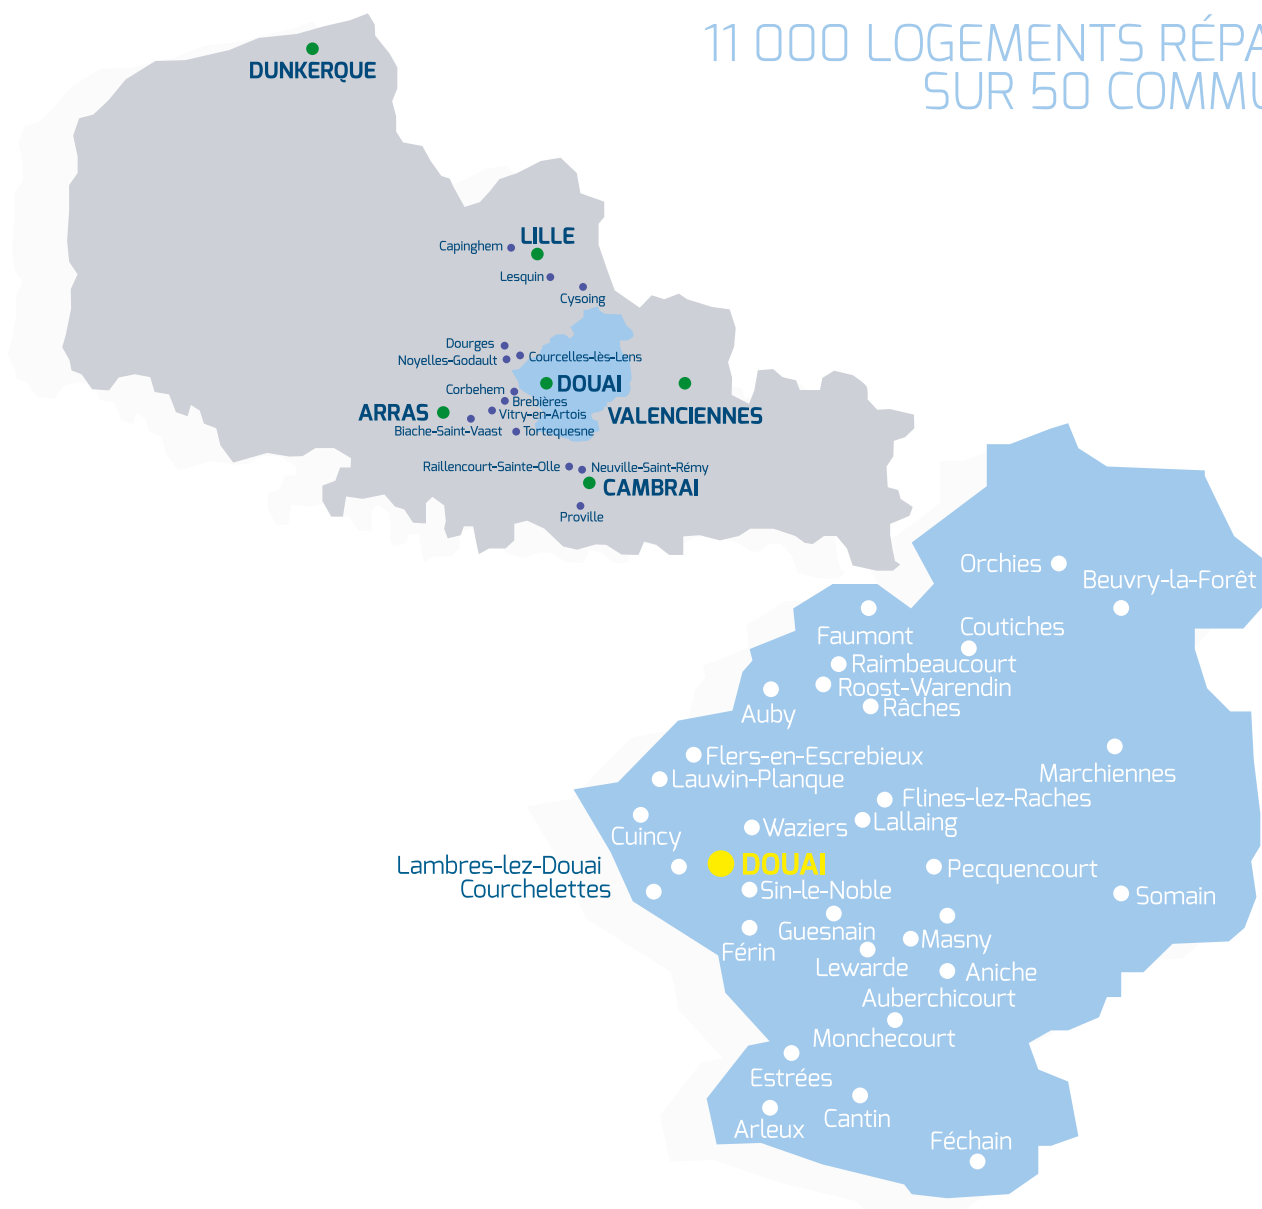 11 000 LOGEMENTS RÉPA
SUR 50 COMMU
DUNKERQUE
LILLE
Capinghem
Lesquin
Cysoing
Dourges
Courcelles-lès-Lens
Noyelles-Godault
DOUAI
Corbehem
Brebières
ARRAS
Vitry-en-Artois
VALENCIENNES
Biache-Saint-Vaast
Tortequesne
Raillencourt-Sainte-Olle
Neuville-Saint-Rémy
CAMBRAI
Proville
Orchies
Beuvry-la-Forêt
Faumont
Coutiches
Raimbeaucourt
Roost-Warendin
Râches
Auby
Flers-en-Escrebieux
Marchiennes
Lauwin-Planque
Flines-lez-Raches
Lallaing
Waziers
Cuincy
Lambres-lez-Douai
DOUAI
Pecquencourt
Courchelettes
Sin-le-Noble
Somain
Guesnain
Masny
Férin
Lewarde
Aniche
Auberchicourt
Monchecourt
Estrées
Cantin
Arleux
Féchain